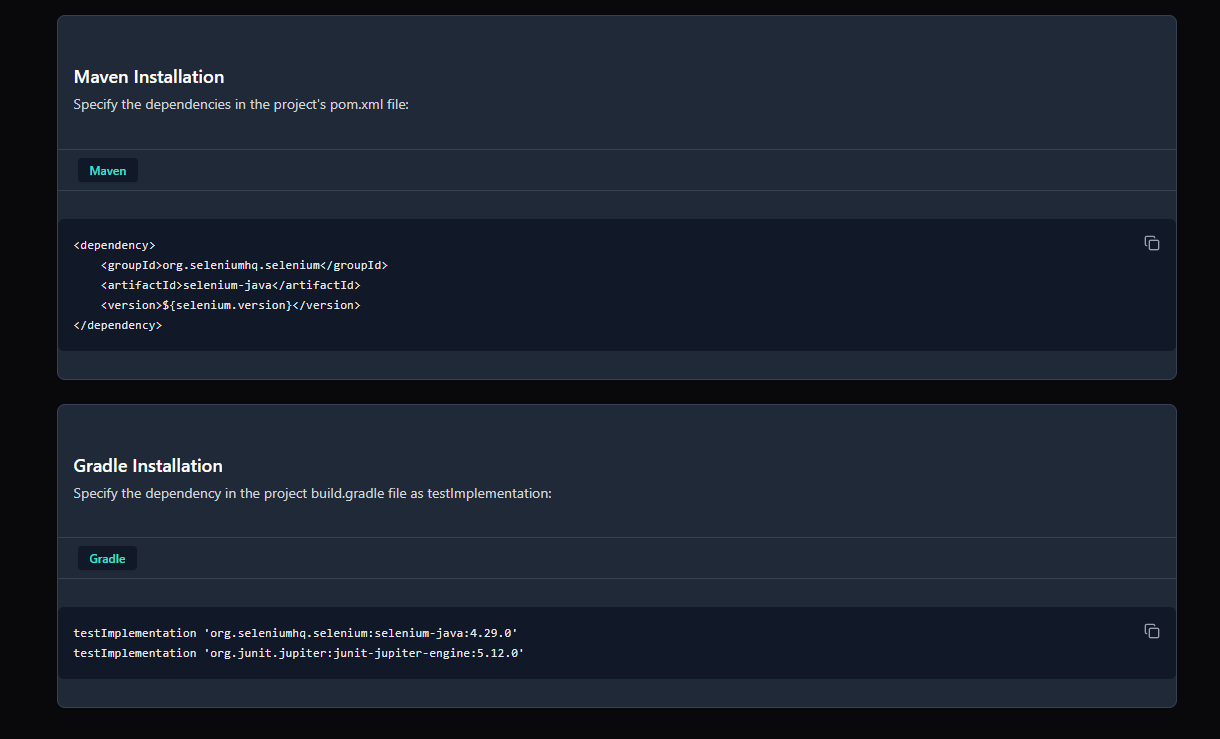 Maven Installation
Specify the dependencies in the project's pom.xml file:
Maven
<dependency>
    <groupId>org.seleniumhq.selenium</groupId>
    <artifactId>selenium-java</artifactId>
    <version>${selenium.version}</version>
</dependency>
Gradle Installation
Specify the dependency in the project build.gradle file as testImplementation:
Gradle
testImplementation 'org.seleniumhq.selenium:selenium-java:4.29.0'
testImplementation 'org.junit.jupiter:junit-jupiter-engine:5.12.0'